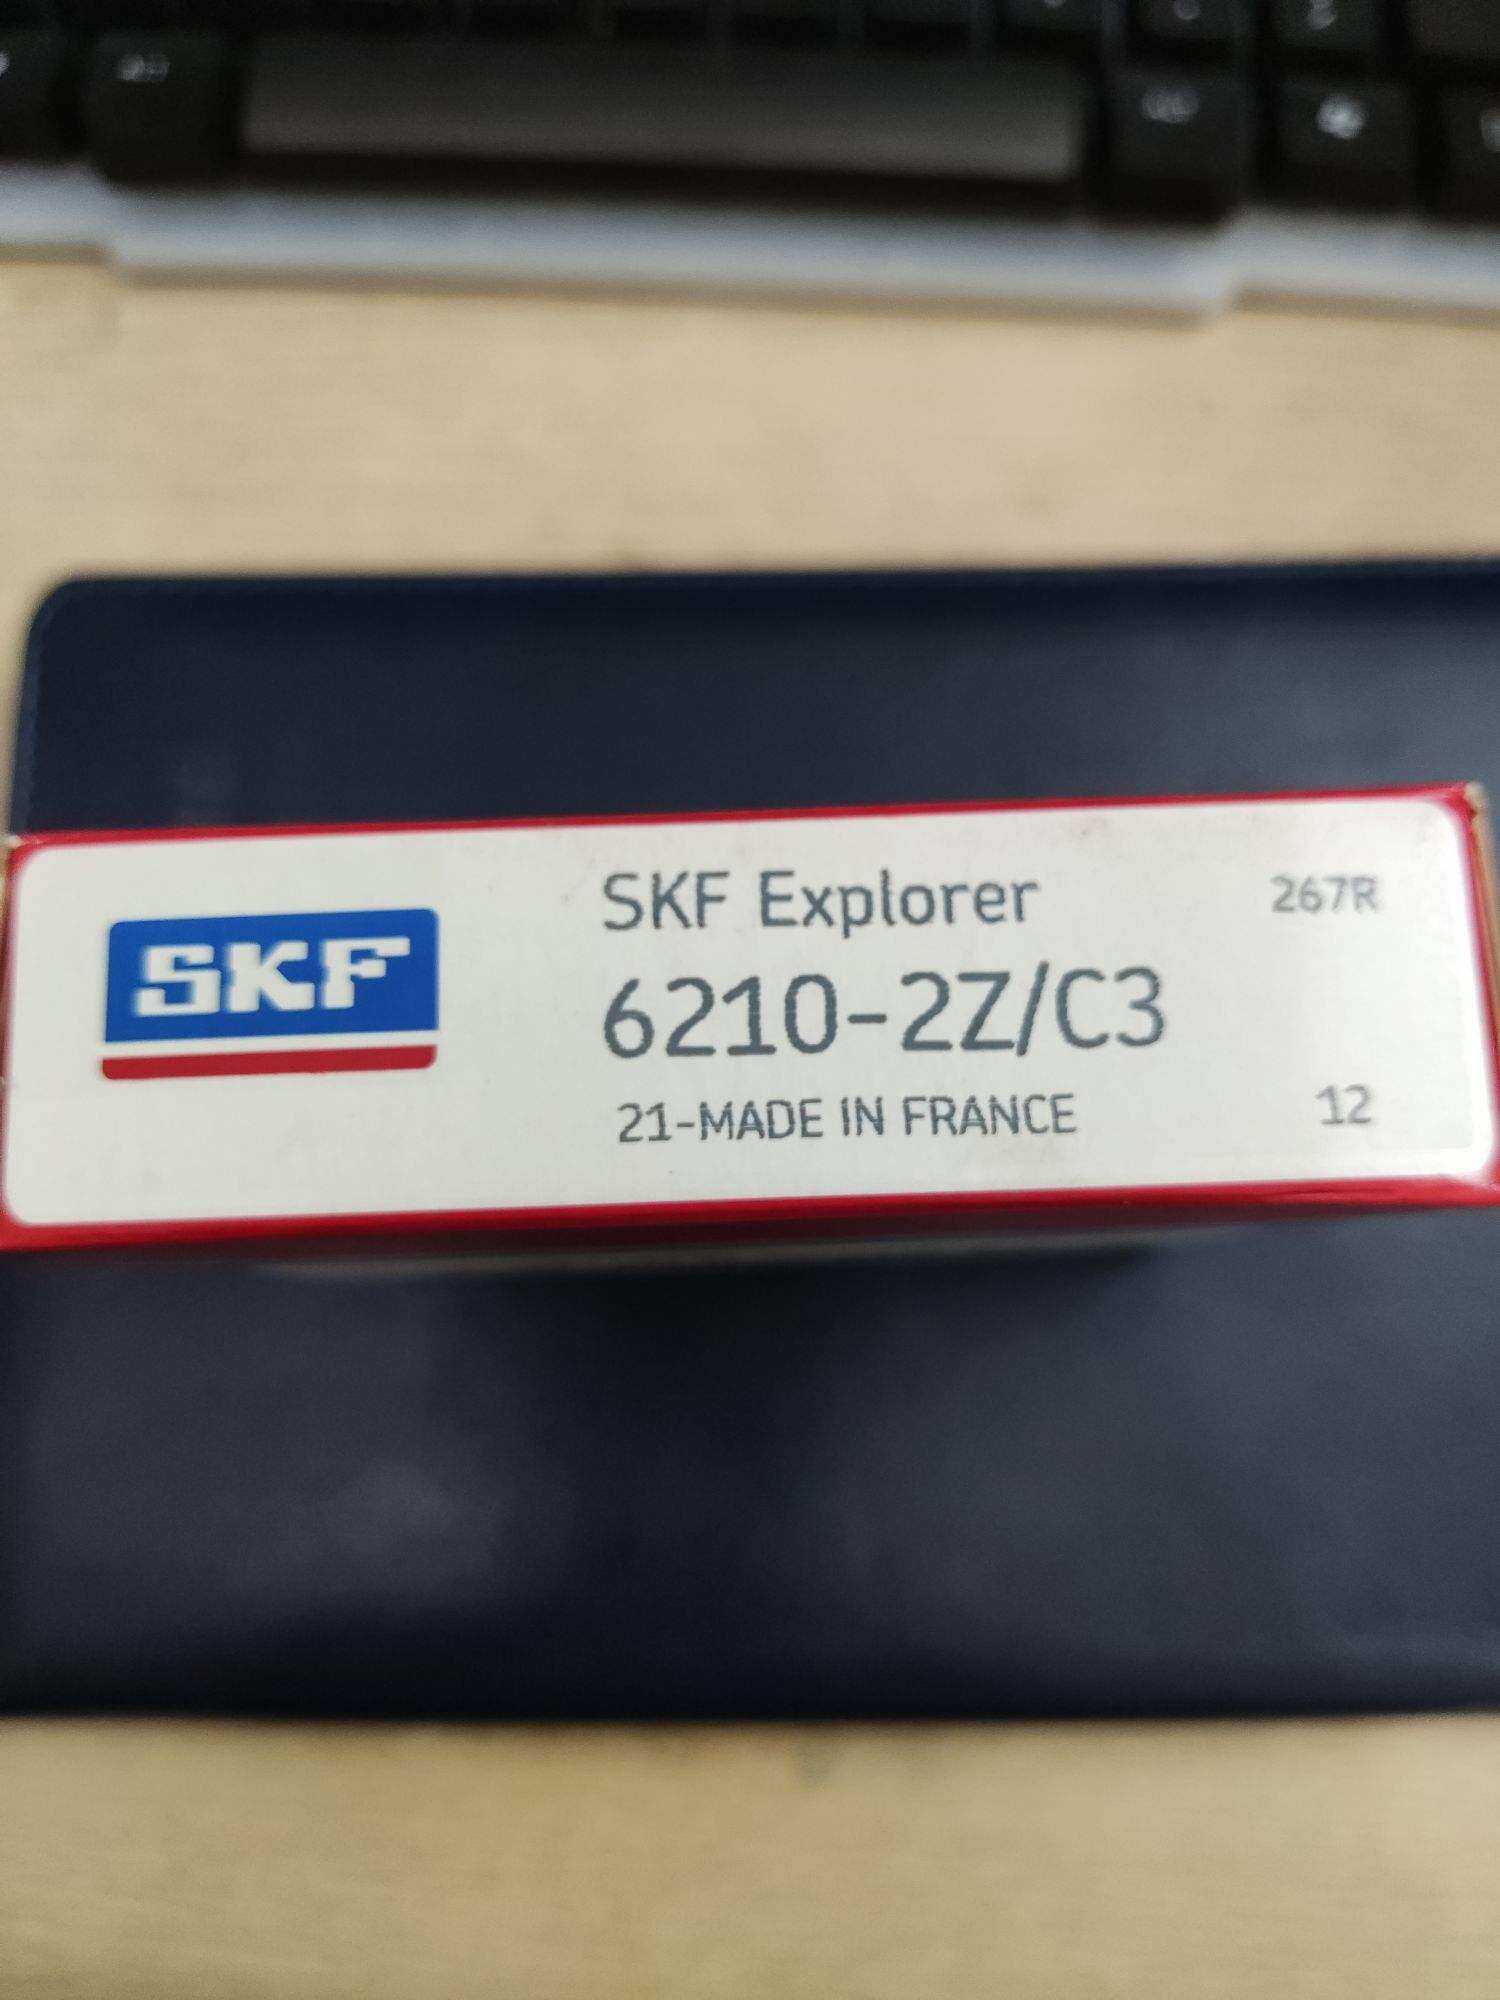 SKF
SKF Explorer 267R
6210-2Z/C3
21-MADE IN FRANCE 12